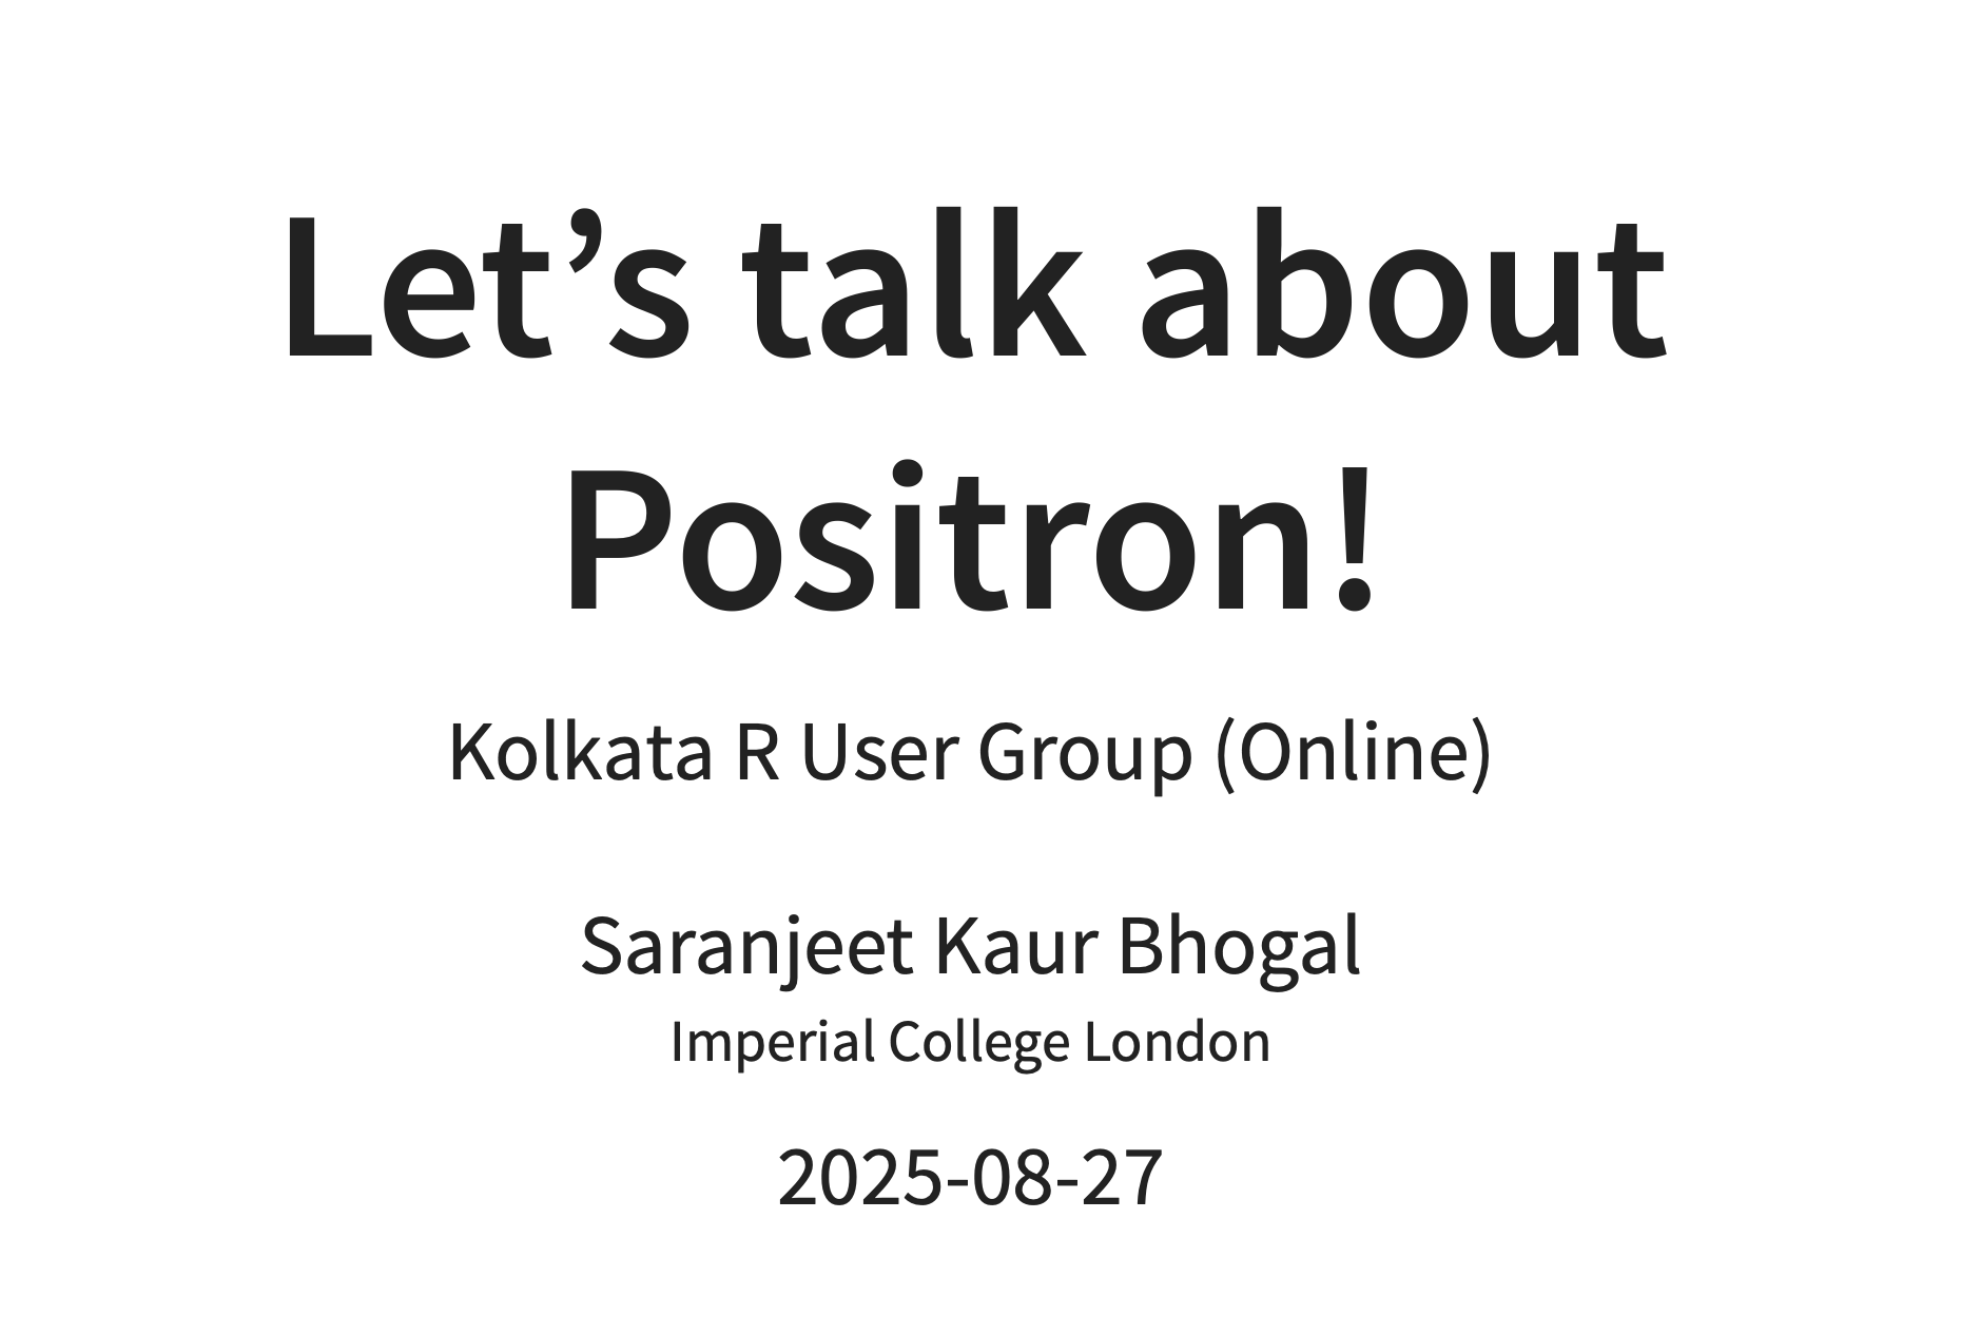 Let’s talk about
Positron!
Kolkata R User Group (Online)
Saranjeet Kaur Bhogal
Imperial College London
2025-08-27